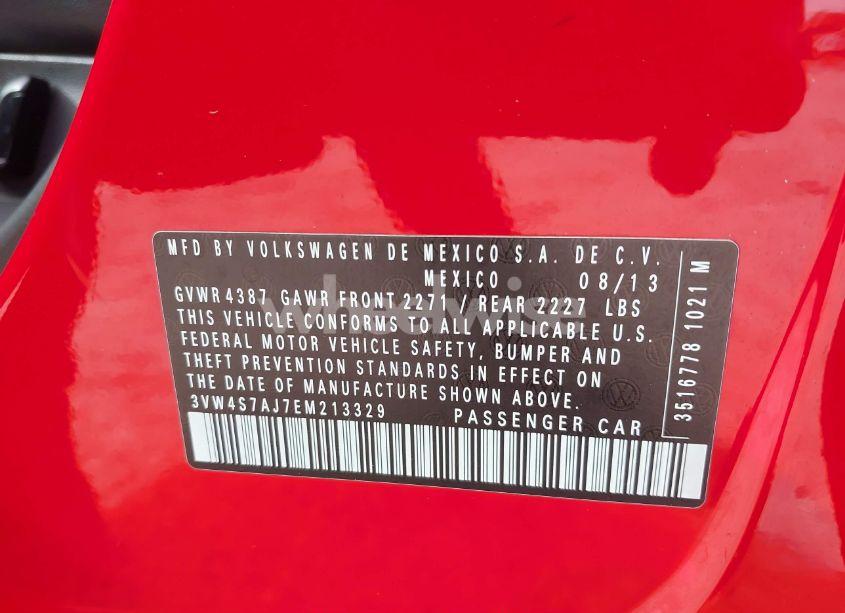 MFD BY VOLKSWAGEN DE MEXICO S.A. DE C.V.
MEXICO 08/13
GVWR 4387 GAWR FRONT 2271 / REAR 2227 LBS
THIS VEHICLE CONFORMS TO ALL APPLICABLE U.S.
FEDERAL MOTOR VEHICLE SAFETY, BUMPER AND
THEFT PREVENTION STANDARDS IN EFFECT ON
THE DATE OF MANUFACTURE SHOWN ABOVE.
3VW4S7AJ7EM213329 PASSENGER CAR
3516778 1021 M
wheelwise